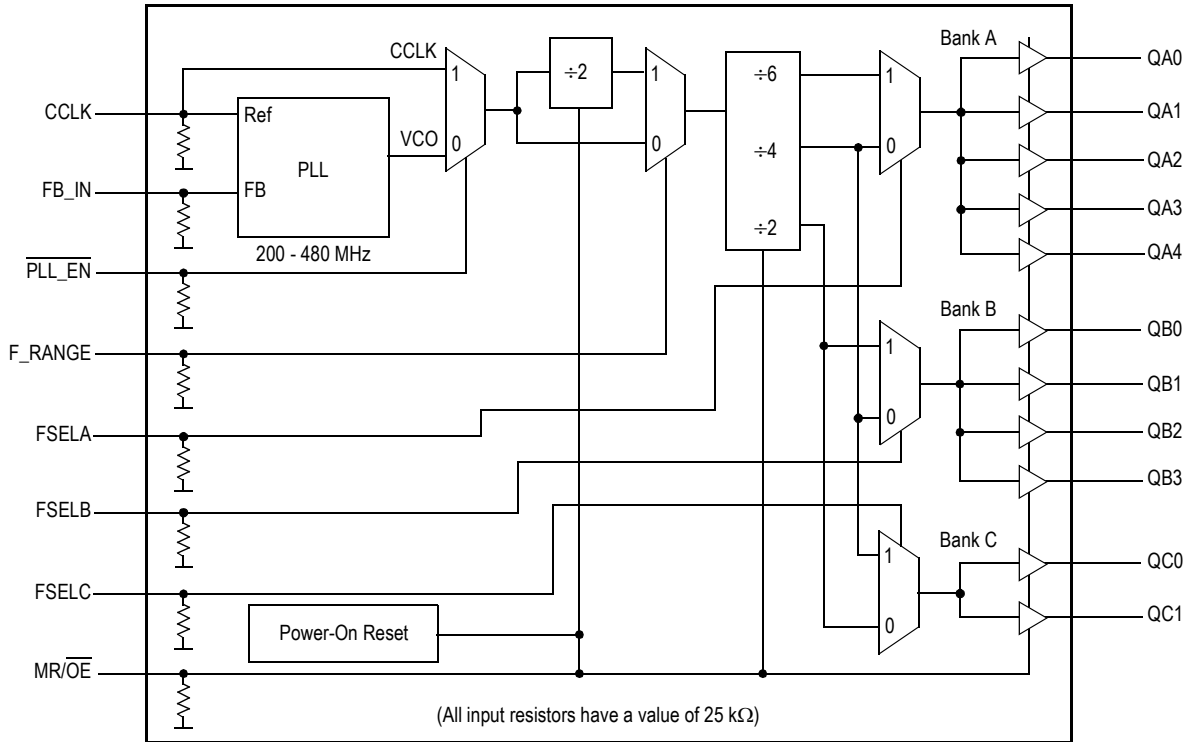 CCLK
FB_IN
PLL_EN
F_RANGE
FSELA
FSELB
FSELC
MR/OE
Ref
FB
PLL
200 - 480 MHz
CCLK
VCO
1
0
÷2
1
0
÷6
÷4
÷2
1
0
Bank A
QA0
QA1
QA2
QA3
QA4
1
0
Bank B
QB0
QB1
QB2
QB3
1
0
Bank C
QC0
QC1
Power-On Reset
(All input resistors have a value of 25 kΩ)